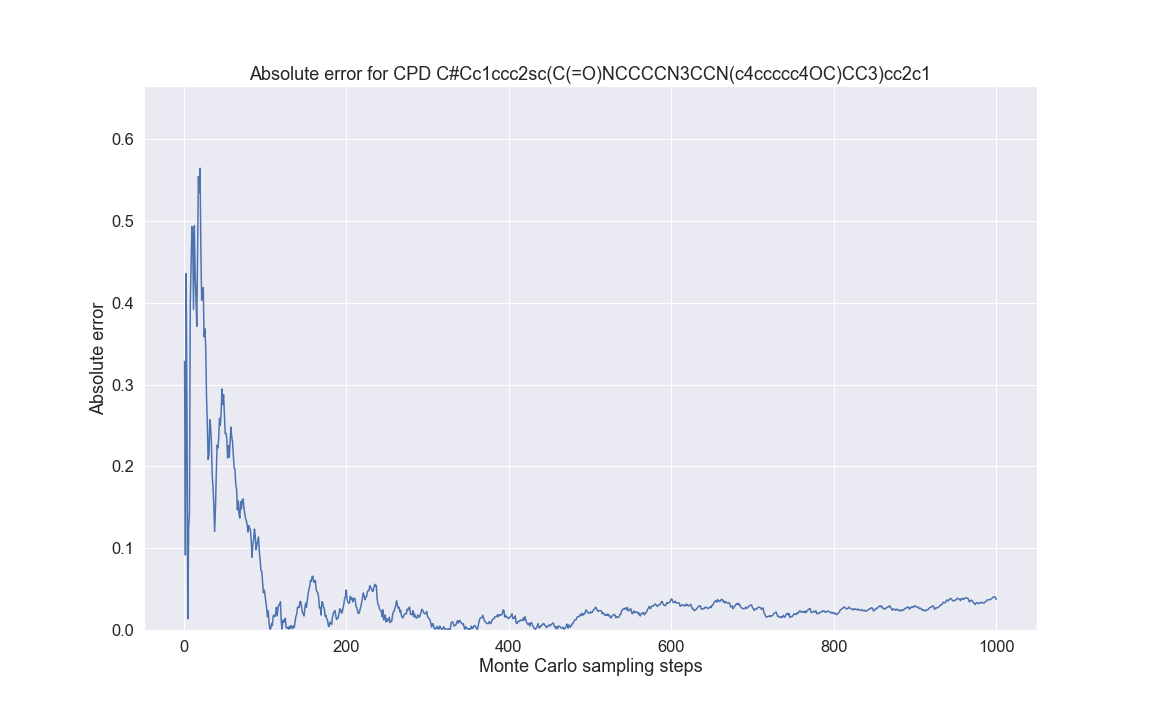 Absolute error for CPD C#Cc1ccc2sc(C(=O)NCCCCN3CCN(c4ccccc4OC)CC3)cc2c1
0.6
0.5
0.4
0.3
0.2
0.1
0.0
Absolute error
0 200 400 600 800 1000
Monte Carlo sampling steps